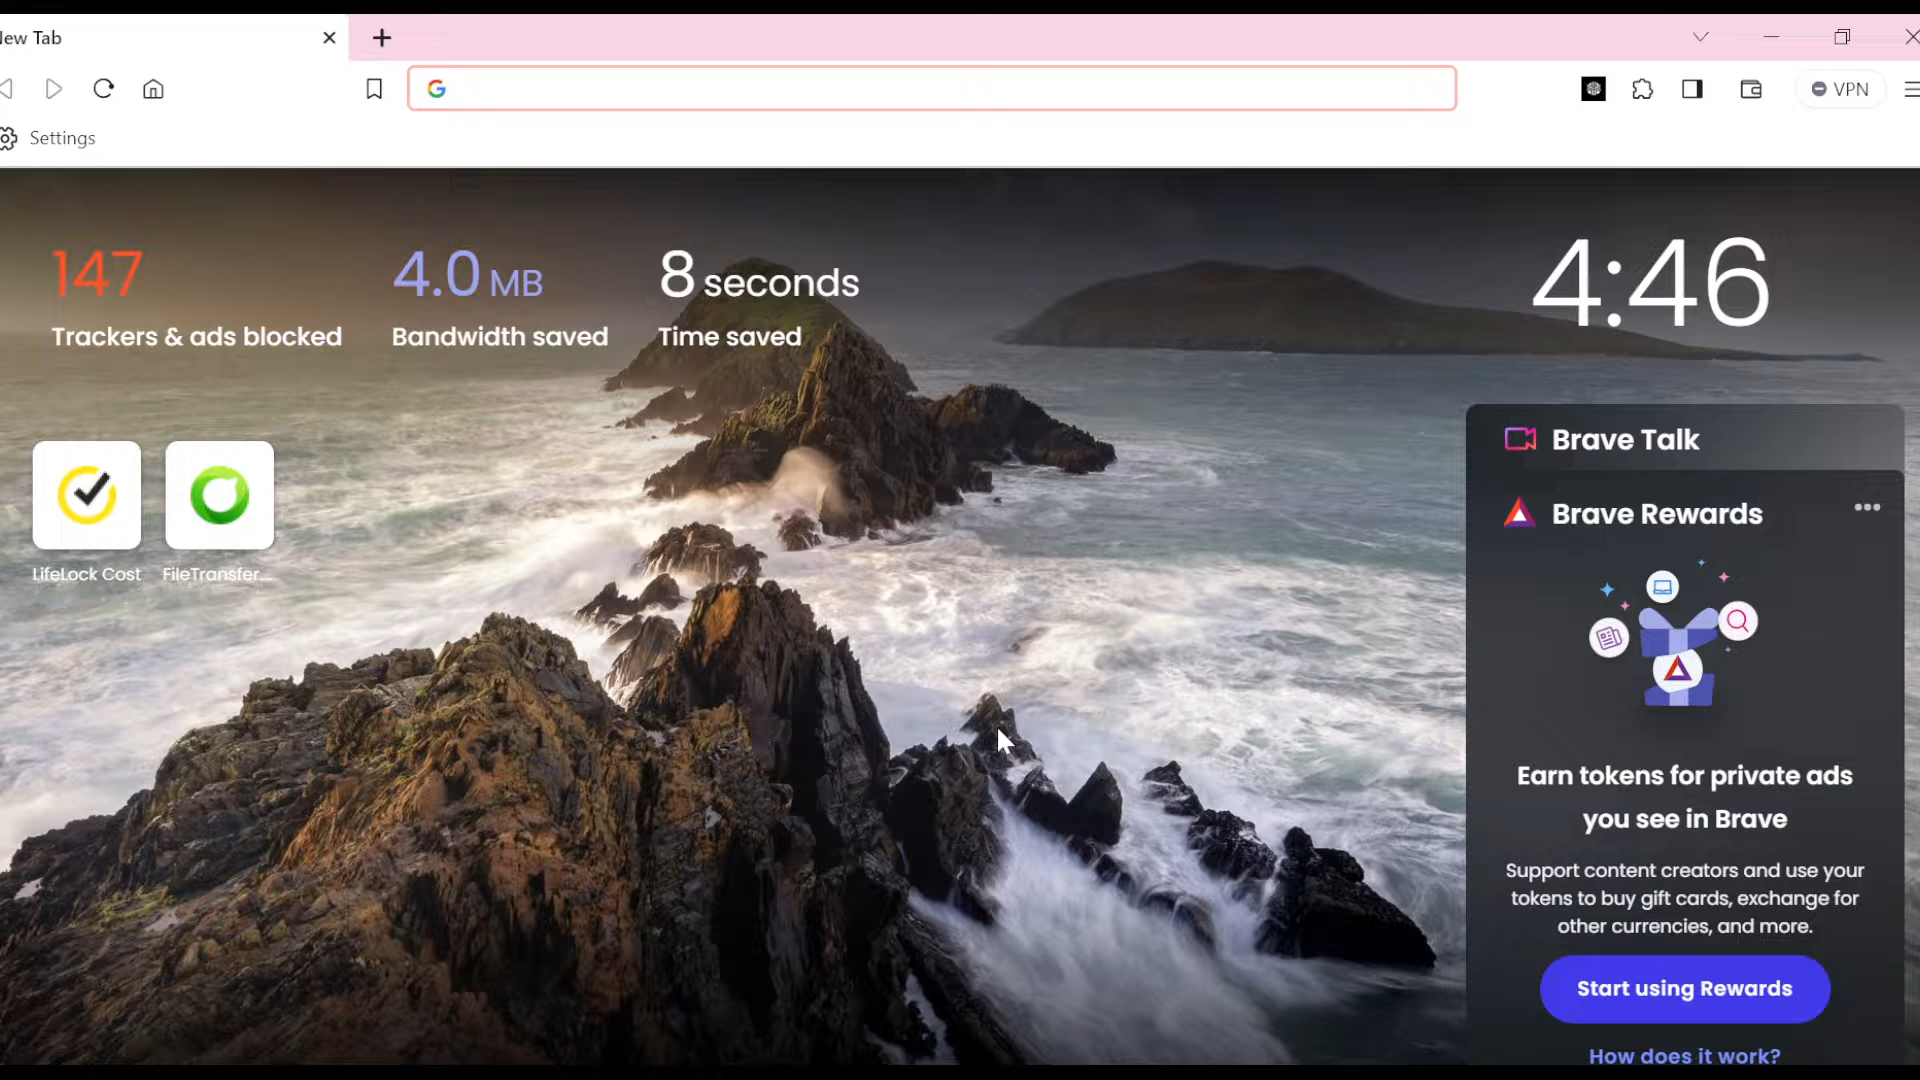 ew Tab
VPN
Settings
147
4.0 MB
8 seconds
4:46
Trackers & ads blocked
Bandwidth saved
Time saved
Brave Talk
Brave Rewards
LifeLock Cost
FileTransfer...
Earn tokens for private ads
you see in Brave
Support content creators and use your
tokens to buy gift cards, exchange for
other currencies, and more.
Start using Rewards
How does it work?